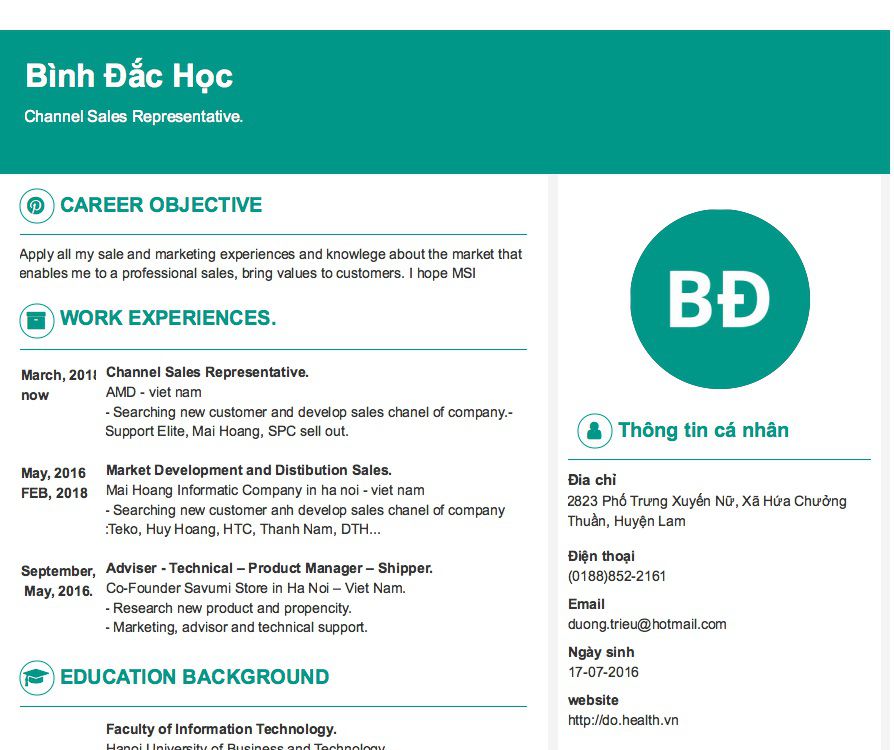 Bình Đắc Học
Channel Sales Representative.
CAREER OBJECTIVE
Apply all my sale and marketing experiences and knowlege about the market that
enables me to a professional sales, bring values to customers. I hope MSI
WORK EXPERIENCES.
March, 2018
now
Channel Sales Representative.
AMD - viet nam
- Searching new customer and develop sales chanel of company.-
Support Elite, Mai Hoang, SPC sell out.
May, 2016
FEB, 2018
Market Development and Distibution Sales.
Mai Hoang Informatic Company in ha noi - viet nam
- Searching new customer anh develop sales chanel of company
:Teko, Huy Hoang, HTC, Thanh Nam, DTH...
September,
May, 2016.
Adviser - Technical – Product Manager – Shipper.
Co-Founder Savumi Store in Ha Noi – Viet Nam.
- Research new product and propencity.
- Marketing, advisor and technical support.
EDUCATION BACKGROUND
Faculty of Information Technology.
Hanoi University of Business and Technology
BĐ
Thông tin cá nhân
Địa chỉ
2823 Phố Trưng Xuyến Nữ, Xã Hứa Chưởng
Thuần, Huyện Lam
Điện thoại
(0188)852-2161
Email
duong.trieu@hotmail.com
Ngày sinh
17-07-2016
website
http://do.health.vn